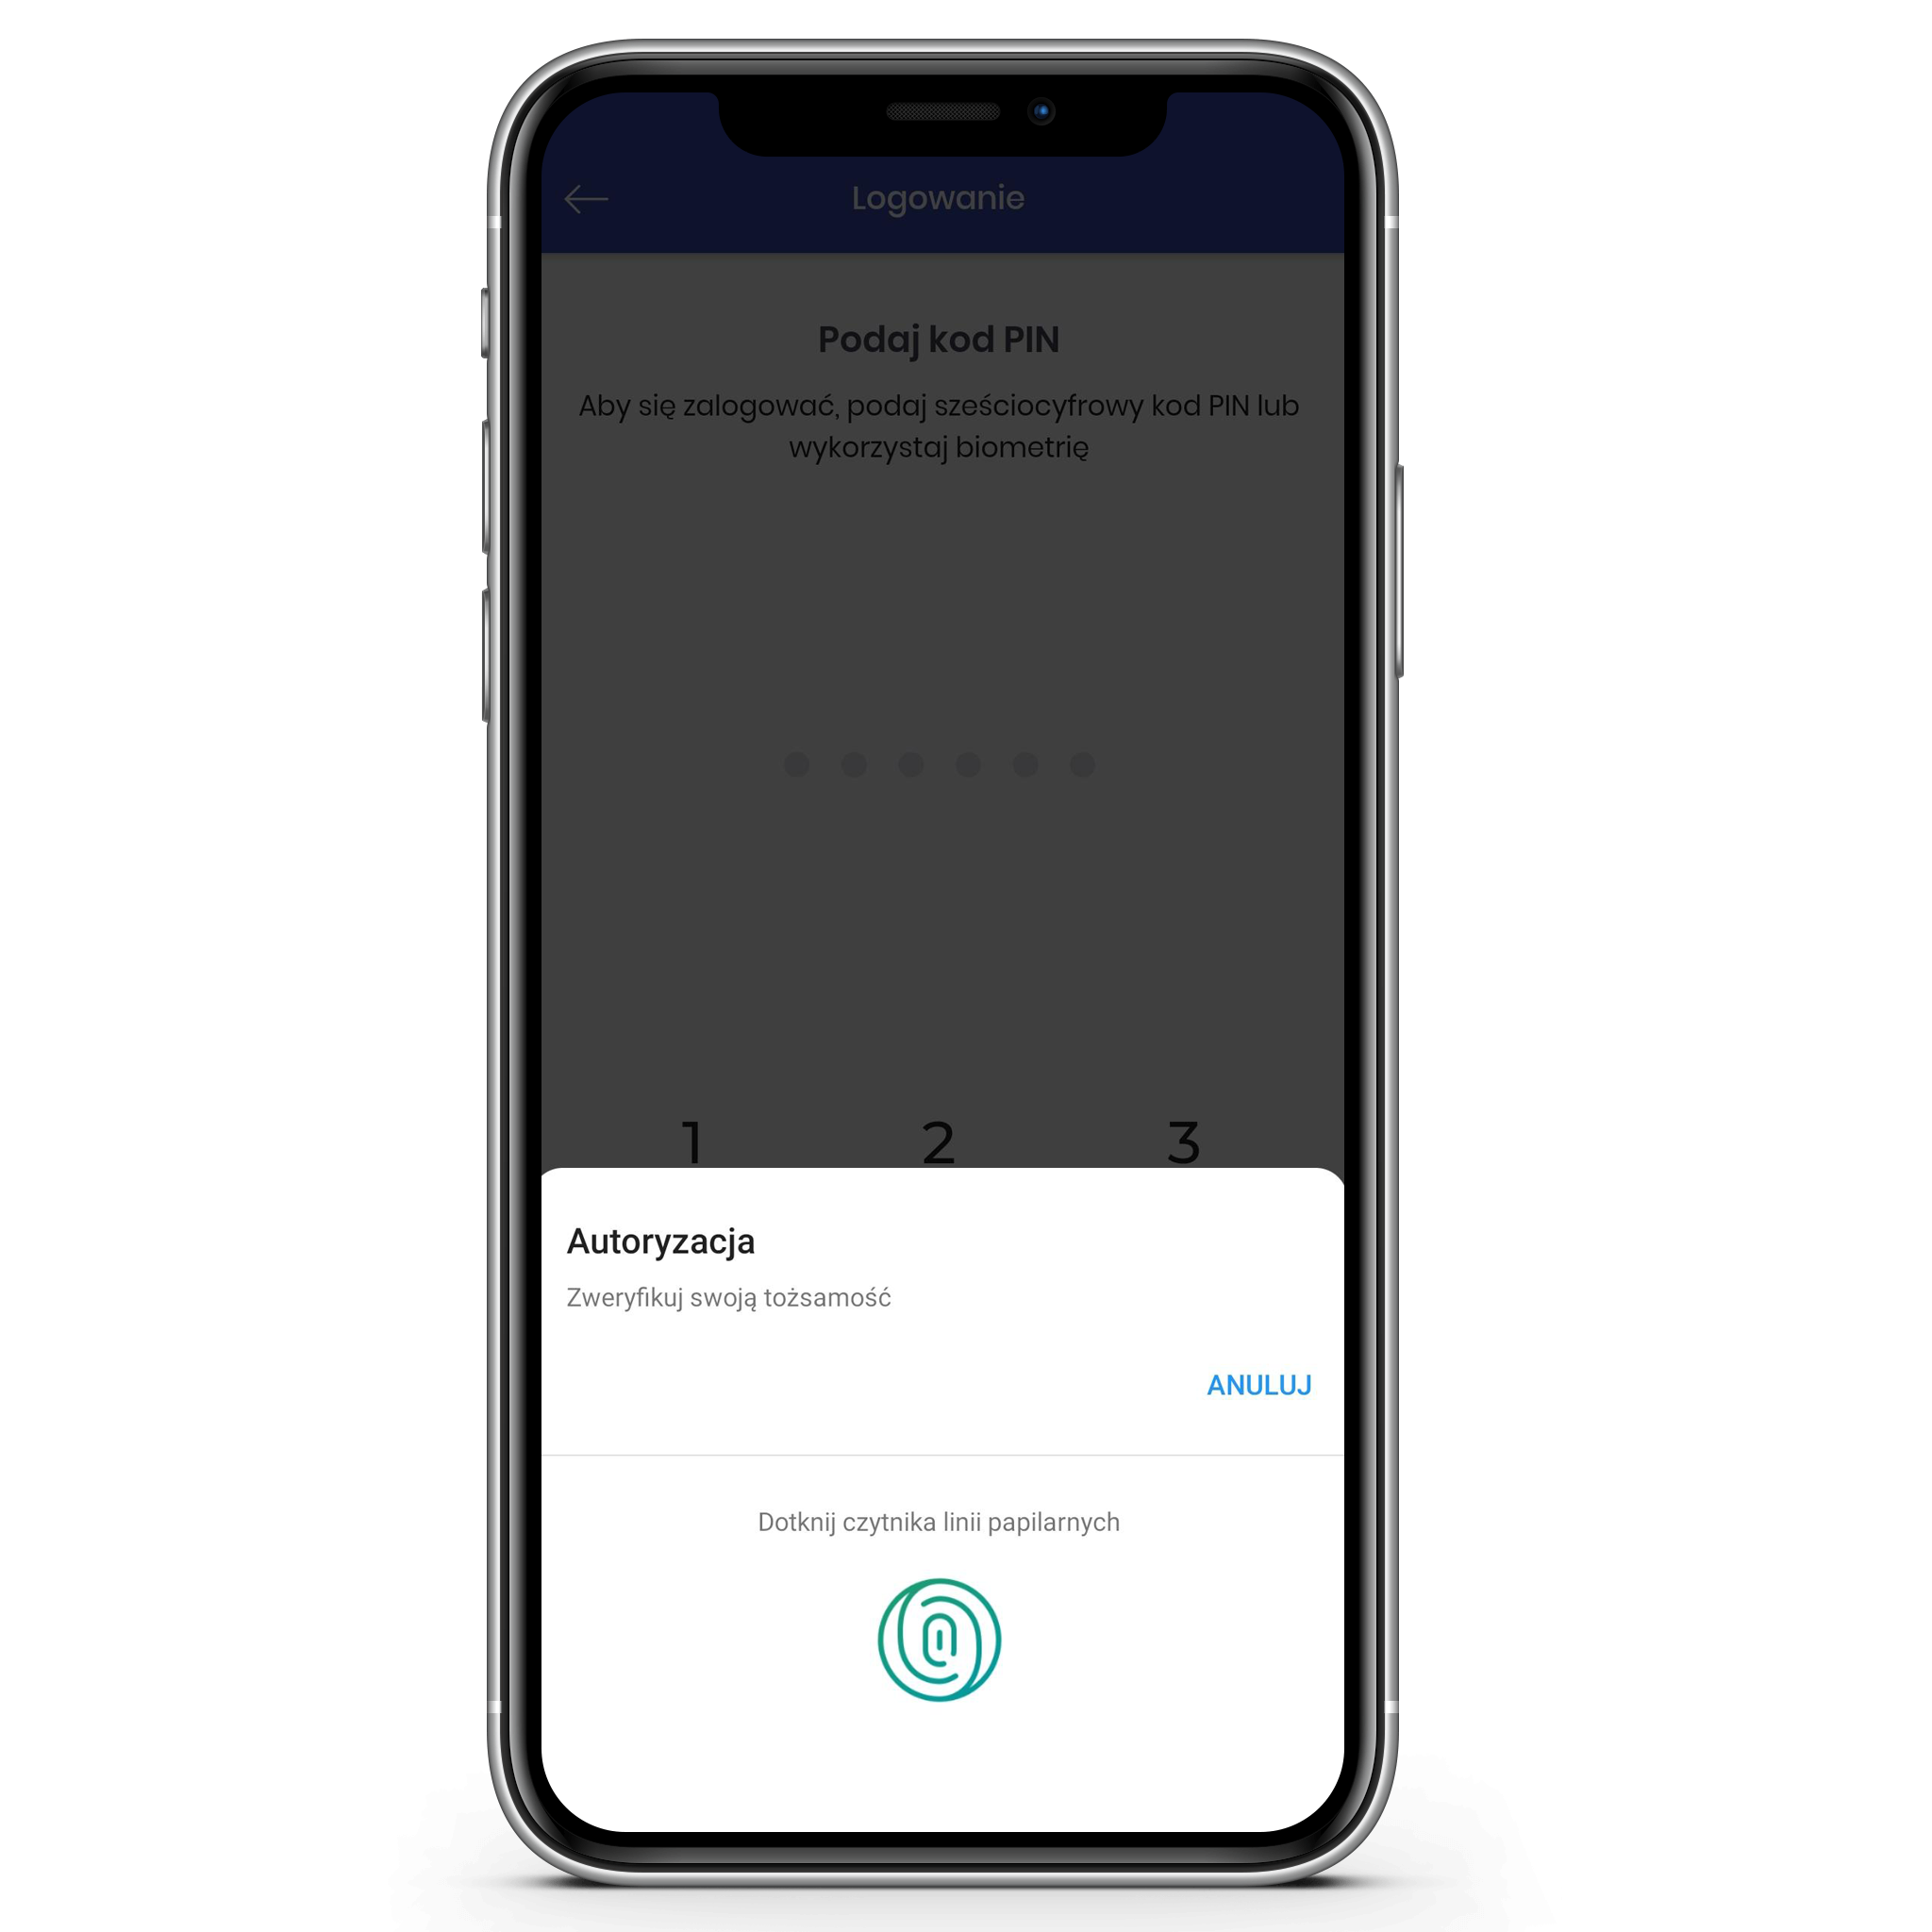 Logowanie
Podaj kod PIN
Aby się zalogować, podaj sześciocyfrowy kod PIN lub
wykorzystaj biometrię
1 2 3
Autoryzacja
Zweryfikuj swoją tożsamość
ANULUJ
Dotknij czytnika linii papilarnych